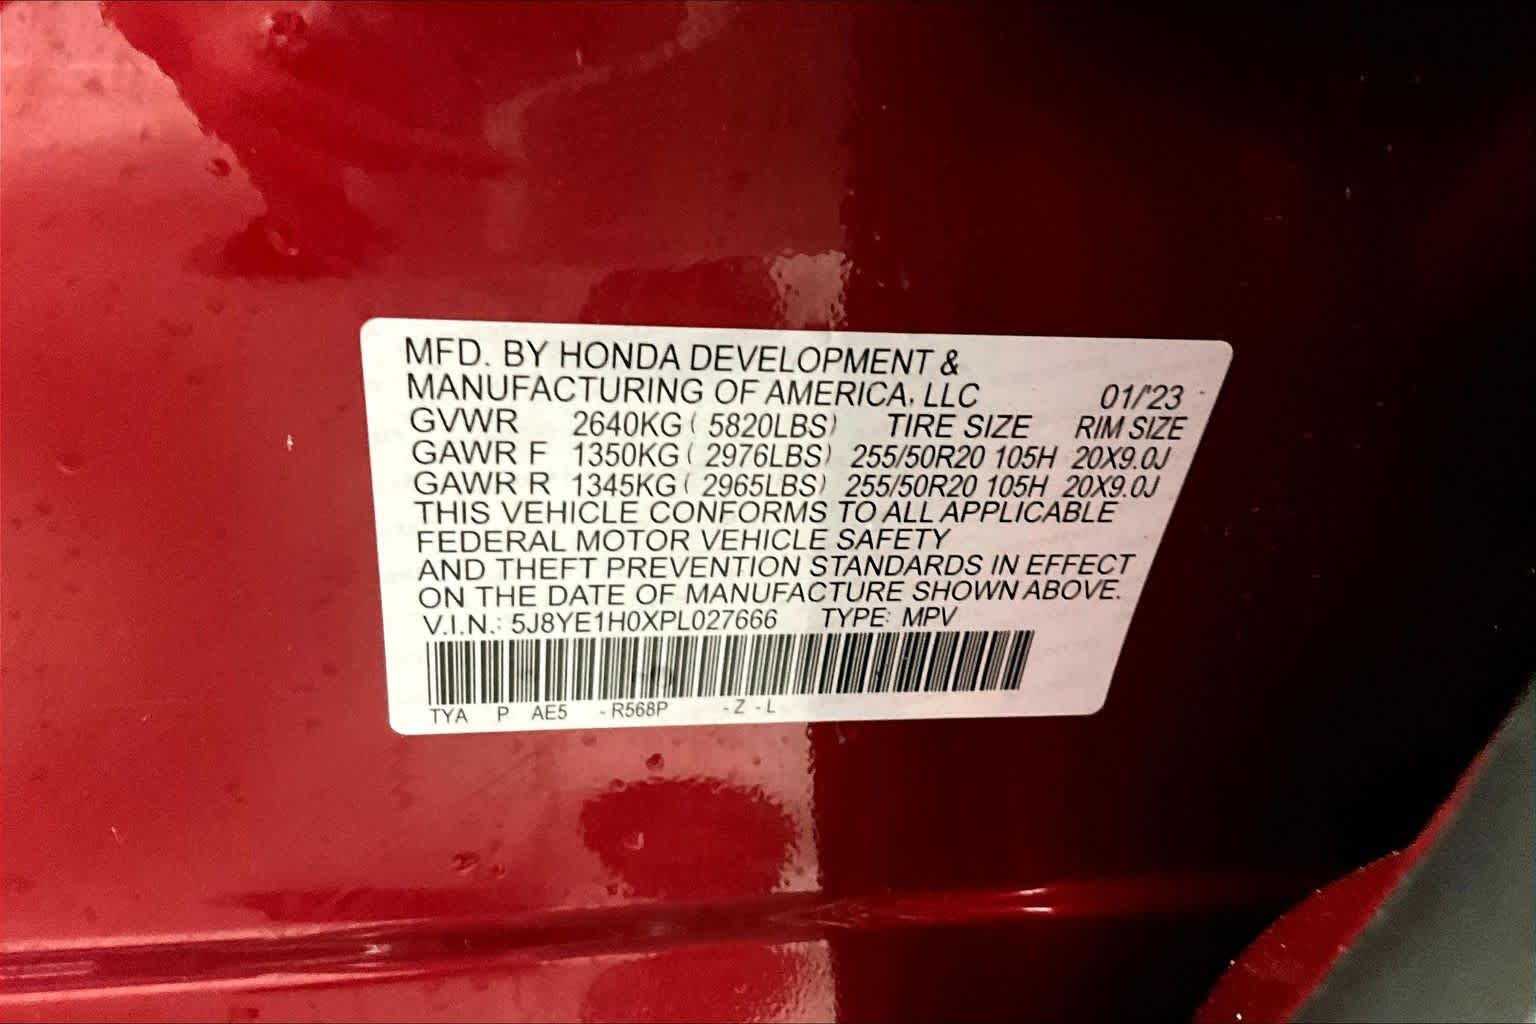 MFD. BY HONDA DEVELOPMENT &
MANUFACTURING OF AMERICA, LLC 01/'23
GVWR 2640KG ( 5820LBS) TIRE SIZE RIM SIZE
GAWR F 1350KG ( 2976LBS) 255/50R20 105H 20X9.0J
GAWR R 1345KG ( 2965LBS) 255/50R20 105H 20X9.0J
THIS VEHICLE CONFORMS TO ALL APPLICABLE
FEDERAL MOTOR VEHICLE SAFETY
AND THEFT PREVENTION STANDARDS IN EFFECT
ON THE DATE OF MANUFACTURE SHOWN ABOVE.
V.I.N.: 5J8YE1H0XPL027666 TYPE: MPV
TYA P AE5 - R568P - Z - L